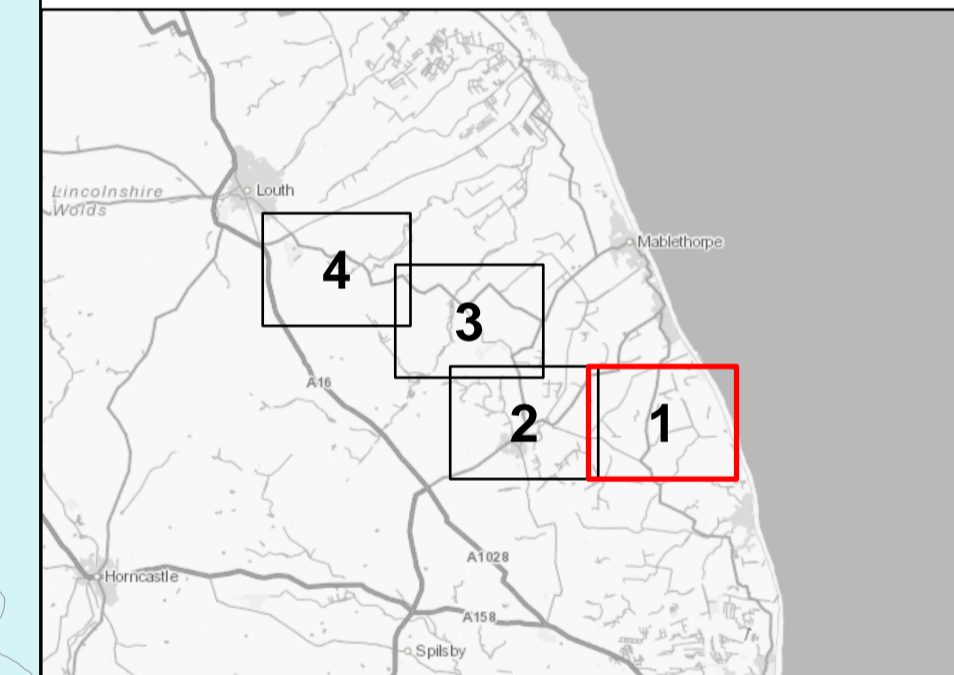 Louth
Lincolnshire
Wolds
Mablethorpe
4
3
A16
2
1
A1028
Horncastle
A158
Spilsby